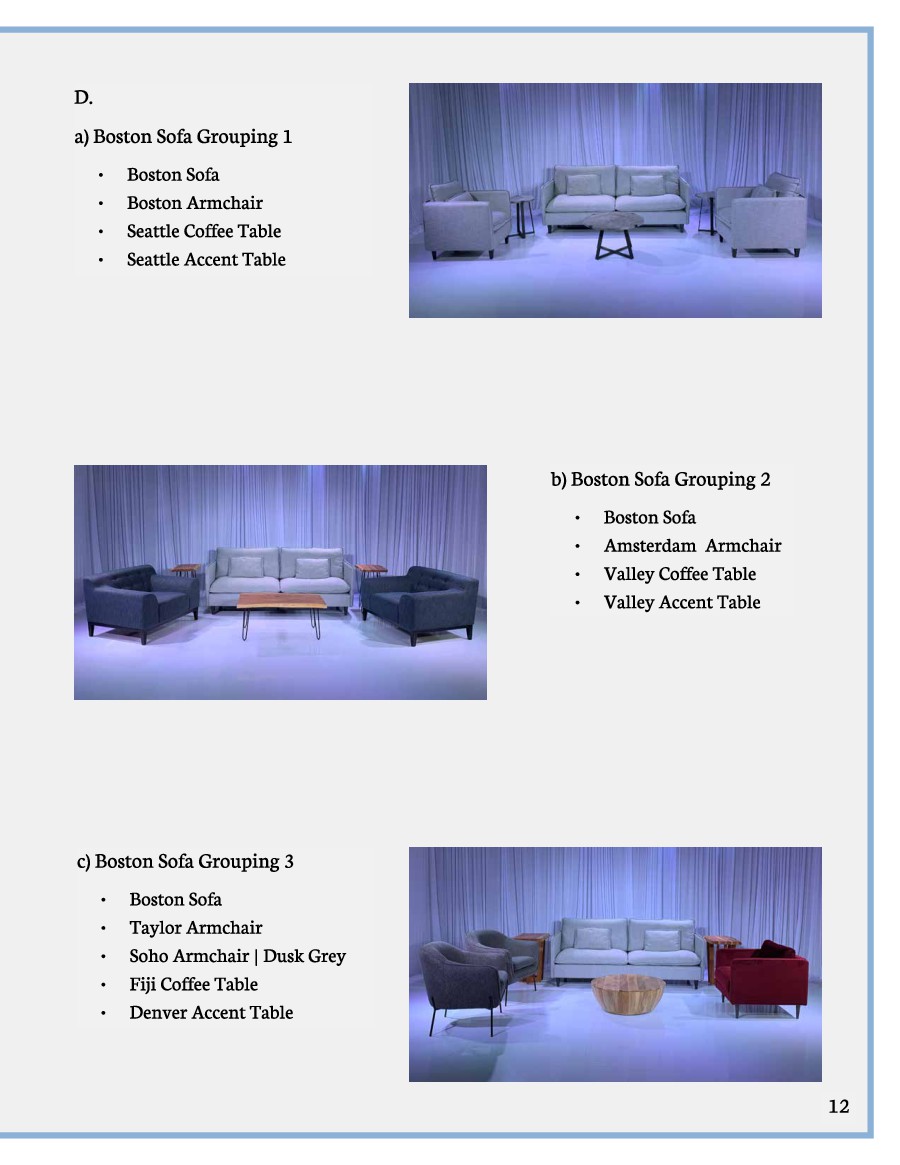 D.
a) Boston Sofa Grouping 1
• Boston Sofa
• Boston Armchair
• Seattle Coffee Table
• Seattle Accent Table
b) Boston Sofa Grouping 2
• Boston Sofa
• Amsterdam Armchair
• Valley Coffee Table
• Valley Accent Table
c) Boston Sofa Grouping 3
• Boston Sofa
• Taylor Armchair
• Soho Armchair | Dusk Grey
• Fiji Coffee Table
• Denver Accent Table
12